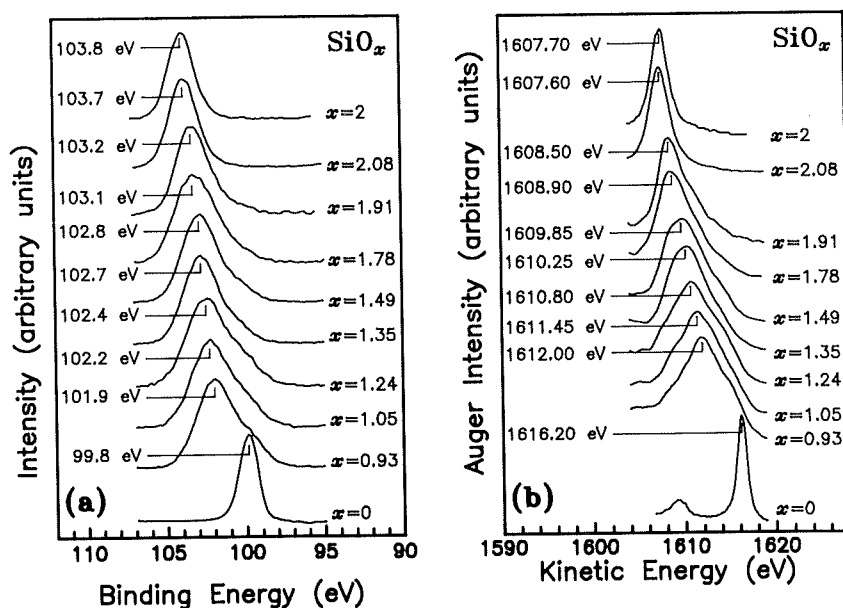 SiOx
103.8 eV
103.7 eV
103.2 eV
103.1 eV
102.8 eV
102.7 eV
102.4 eV
102.2 eV
101.9 eV
99.8 eV
x=2
x=2.08
x=1.91
x=1.78
x=1.49
x=1.35
x=1.24
x=1.05
x=0.93
x=0
(a)
Intensity (arbitrary units)
110 105 100 95 90
Binding Energy (eV)
SiOx
1607.70 eV
1607.60 eV
1608.50 eV
1608.90 eV
1609.85 eV
1610.25 eV
1610.80 eV
1611.45 eV
1612.00 eV
1616.20 eV
x=2
x=2.08
x=1.91
x=1.78
x=1.49
x=1.35
x=1.24
x=1.05
x=0.93
x=0
(b)
Auger Intensity (arbitrary units)
1590 1600 1610 1620
Kinetic Energy (eV)